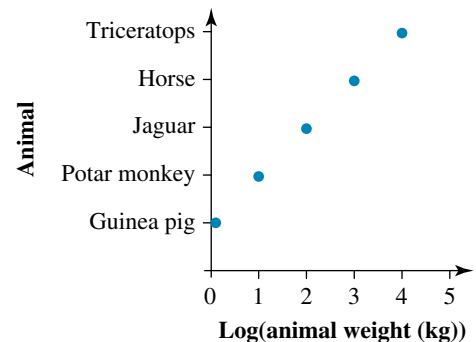 Triceratops
Horse
Jaguar
Potar monkey
Guinea pig
Animal
0 1 2 3 4 5
Log(animal weight (kg))